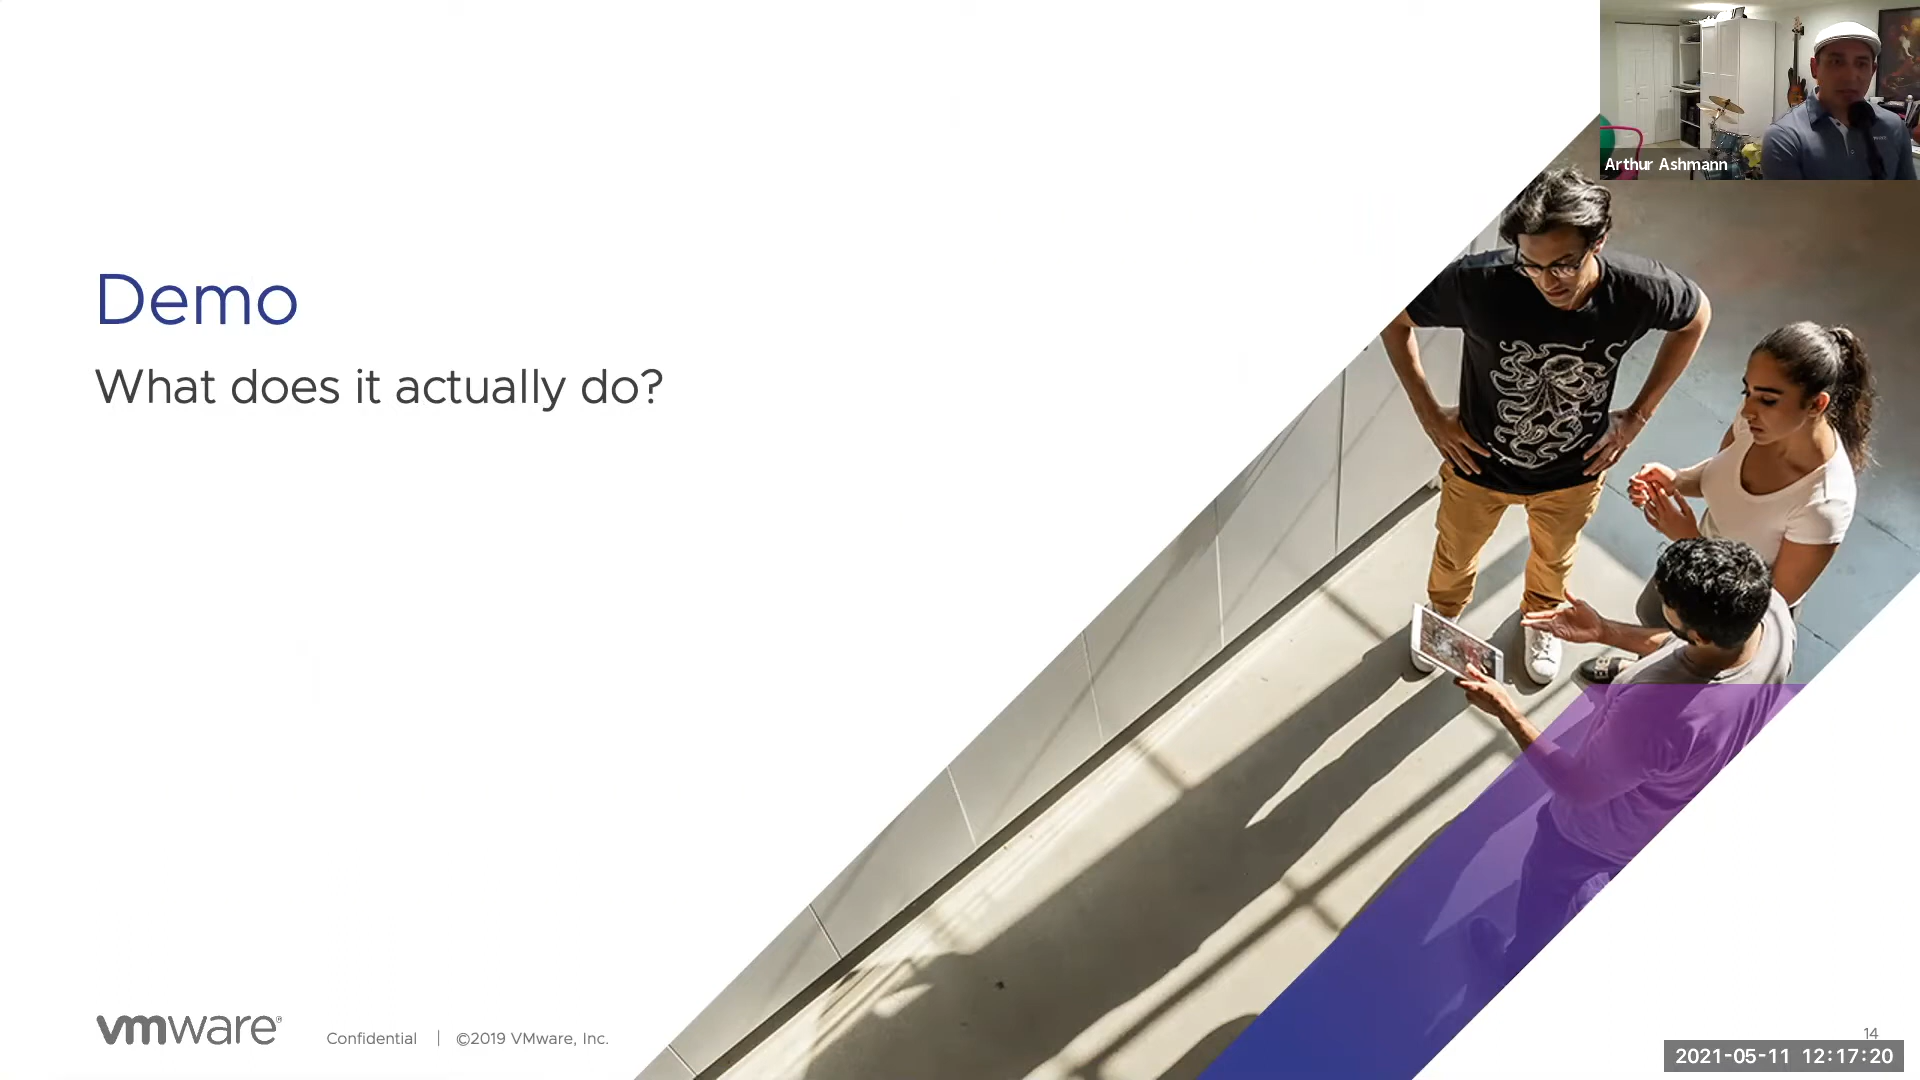 Arthur Ashmann
Demo
What does it actually do?
vmware®
Confidential | ©2019 VMware, Inc.
14
2021-05-11 12:17:20